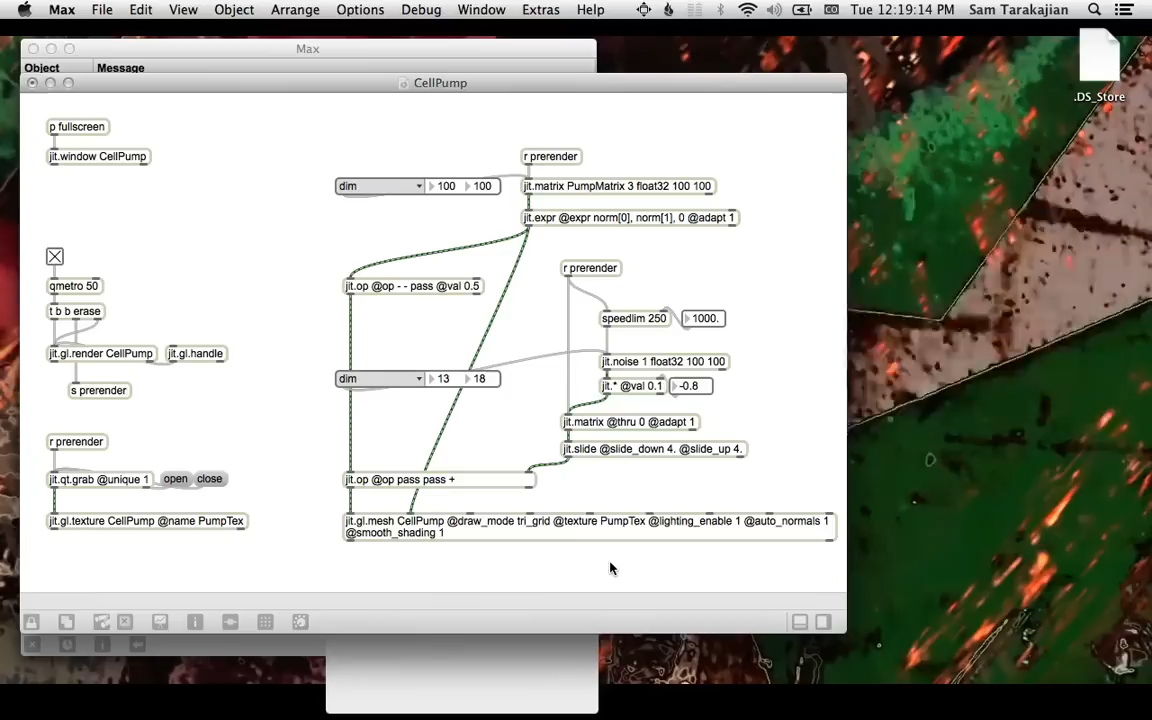 Max File Edit View Object Arrange Options Debug Window Extras Help Tue 12:19:14 PM Sam Tarakajian
Max
Object Message
CellPump
.DS_Store
p fullscreen
jit.window CellPump
r prerender
dim 100 100
jit.matrix PumpMatrix 3 float32 100 100
jit.expr @expr norm[0], norm[1], 0 @adapt 1
qmetro 50
t b b erase
jit.gl.render CellPump
jit.gl.handle
s prerender
jit.op @op - - pass @val 0.5
r prerender
speedlim 250
1000.
jit.noise 1 float32 100 100
dim 13 18
jit.* @val 0.1
-0.8
jit.matrix @thru 0 @adapt 1
jit.slide @slide_down 4. @slide_up 4.
r prerender
jit.qt.grab @unique 1
open
close
jit.op @op pass pass +
jit.gl.texture CellPump @name PumpTex
jit.gl.mesh CellPump @draw_mode tri_grid @texture PumpTex @lighting_enable 1 @auto_normals 1
@smooth_shading 1